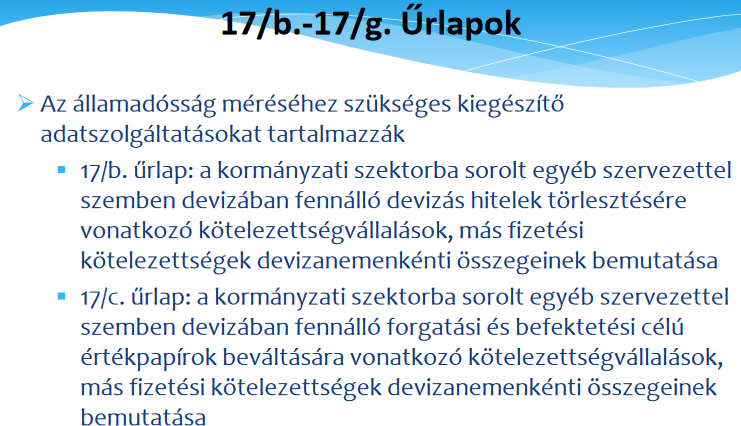 17/b.-17/g. Űrlapok
Az államadósság méréséhez szükséges kiegészítő
adatszolgáltatásokat tartalmazzák
17/b. űrlap: a kormányzati szektorba sorolt egyéb szervezettel
szemben devizában fennálló devizás hitelek törlesztésére
vonatkozó kötelezettségvállalások, más fizetési
kötelezettségek devizanemenkénti összegeinek bemutatása
17/c. űrlap: a kormányzati szektorba sorolt egyéb szervezettel
szemben devizában fennálló forgatási és befektetési célú
értékpapírok beváltására vonatkozó kötelezettségvállalások,
más fizetési kötelezettségek devizanemenkénti összegeinek
bemutatása